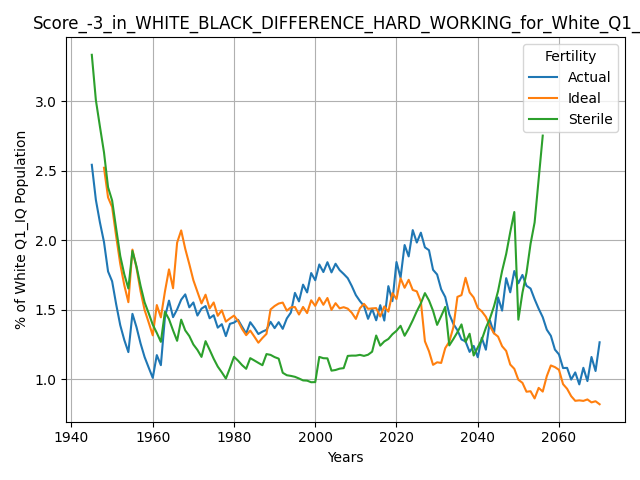 Score_-3_in_WHITE_BLACK_DIFFERENCE_HARD_WORKING_for_White_Q1_
Fertility
Actual
Ideal
Sterile
% of White Q1_IQ Population
3.0
2.5
2.0
1.5
1.0
1940
1960
1980
2000
2020
2040
2060
Years